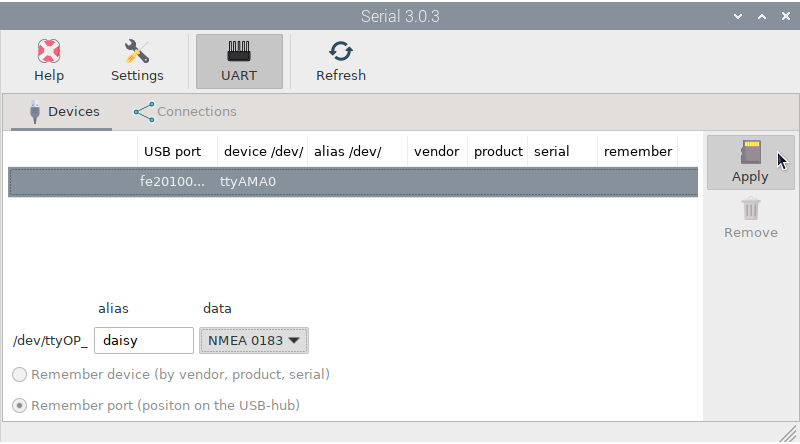 Serial 3.0.3
Help Settings UART Refresh
Devices Connections
USB port device /dev/ alias /dev/ vendor product serial remember
fe20100... ttyAMA0
Apply
Remove
alias data
/dev/ttyOP_ daisy NMEA 0183
Remember device (by vendor, product, serial)
Remember port (positon on the USB-hub)